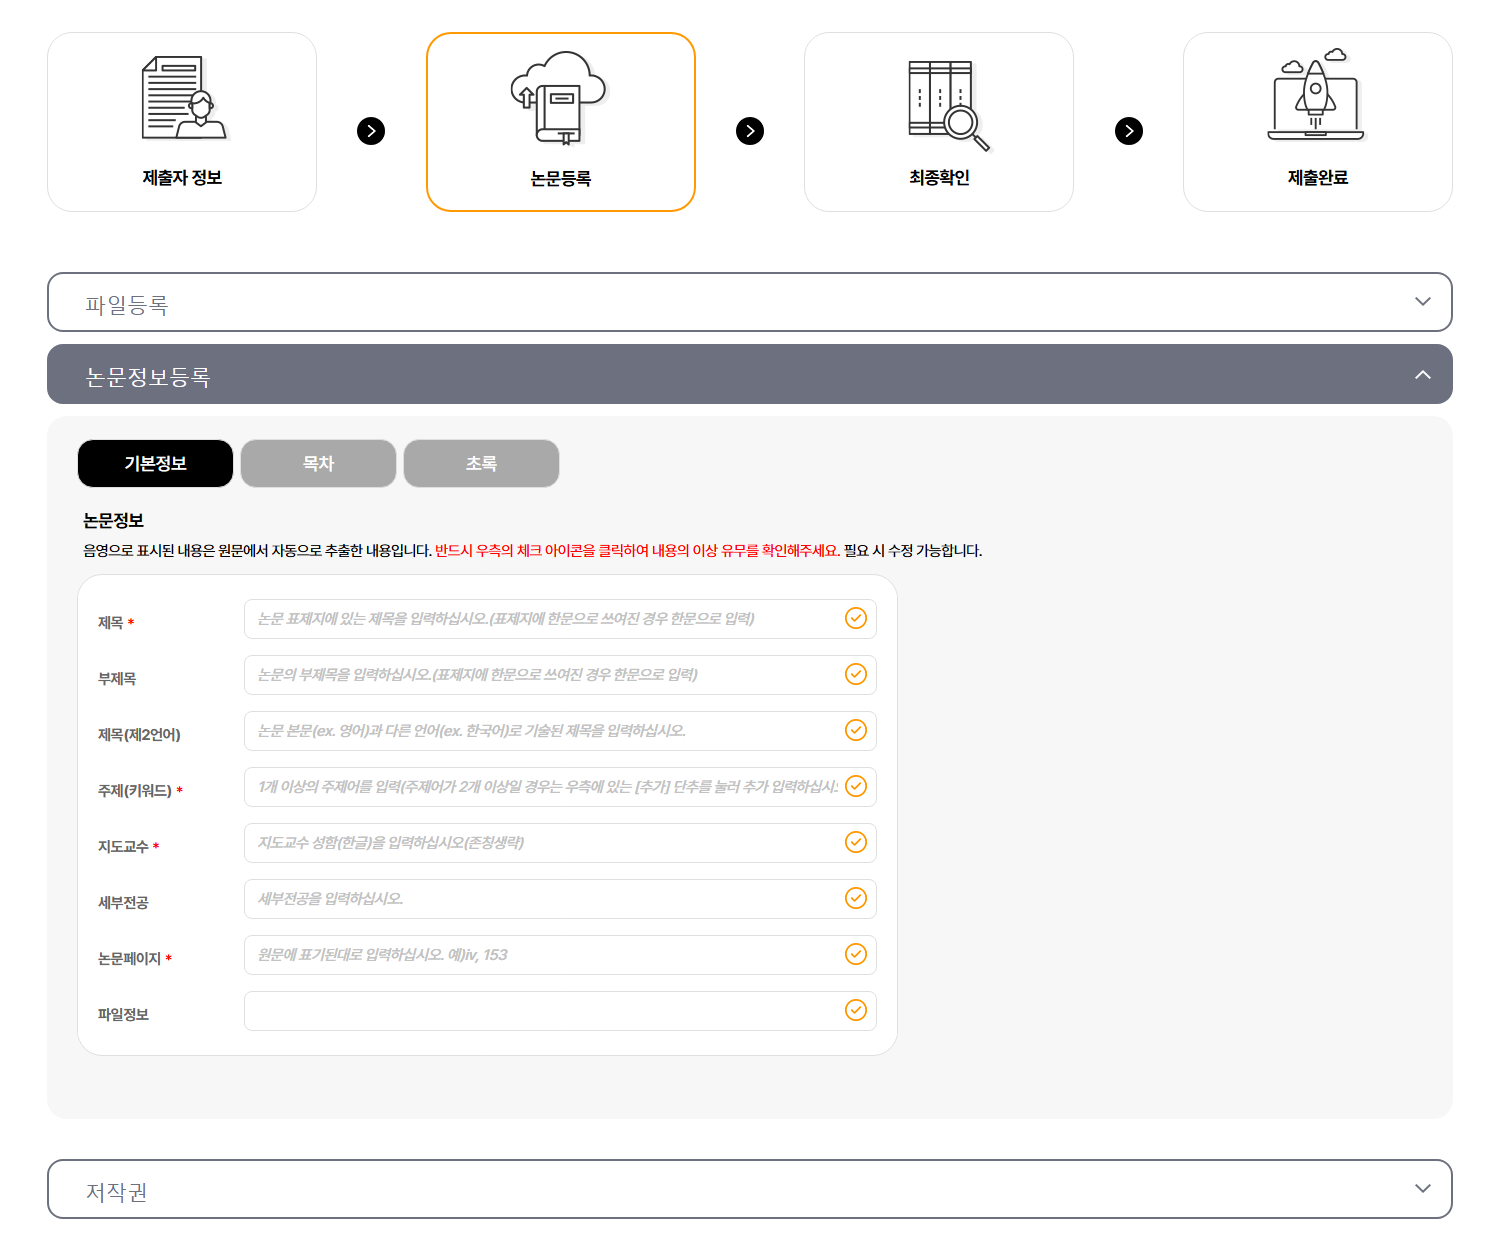 제출자 정보
논문등록
최종확인
제출완료
파일등록
논문정보등록
기본정보
목차
초록
논문정보
음영으로 표시된 내용은 원문에서 자동으로 추출한 내용입니다. 반드시 우측의 체크 아이콘을 클릭하여 내용의 이상 유무를 확인해주세요. 필요 시 수정 가능합니다.
제목 *
논문 표제지에 있는 제목을 입력하십시오.(표제지에 한문으로 쓰여진 경우 한문으로 입력)
부제목
논문의 부제목을 입력하십시오.(표제지에 한문으로 쓰여진 경우 한문으로 입력)
제목(제2언어)
논문 본문(ex. 영어)과 다른 언어(ex. 한국어)로 기술된 제목을 입력하십시오.
주제(키워드) *
1개 이상의 주제어를 입력(주제어가 2개 이상일 경우는 우측에 있는 [추가] 단추를 눌러 추가 입력하십시
지도교수 *
지도교수 성함(한글)을 입력하십시오(존칭생략)
세부전공
세부전공을 입력하십시오.
논문페이지 *
원문에 표기된대로 입력하십시오. 예)iv, 153
파일정보
저작권